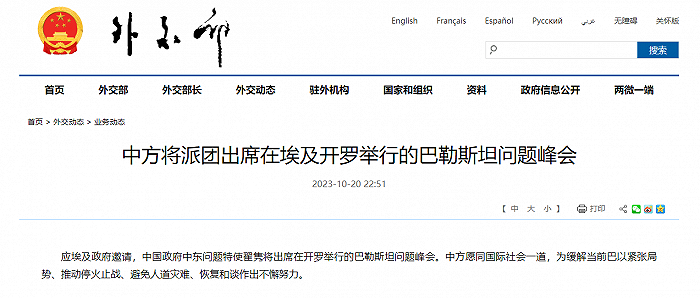 English Français Español Русский عربي 无障碍 关怀版
外交部
搜索
首页 外交部 外交部长 外交动态 驻外机构 国家和组织 资料 政府信息公开 两微一端
首页 > 外交动态 > 业务动态
中方将派团出席在埃及开罗举行的巴勒斯坦问题峰会
2023-10-20 22:51
【 中 大 小 】 打印
应埃及政府邀请，中国政府中东问题特使翟隽将出席在开罗举行的巴勒斯坦问题峰会。中方愿同国际社会一道，为缓解当前巴以紧张局
势、推动停火止战、避免人道灾难、恢复和谈作出不懈努力。